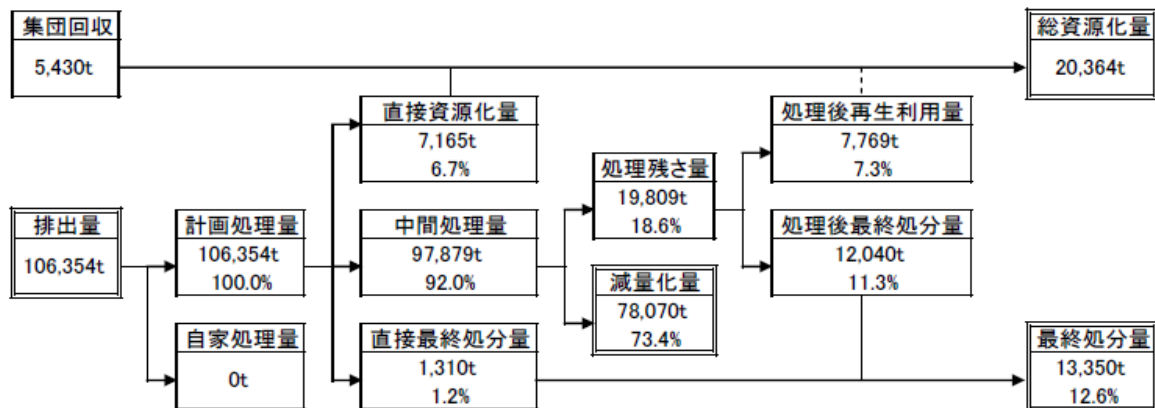 集団回収
5,430t
総資源化量
20,364t
直接資源化量
7,165t
6.7%
処理後再生利用量
7,769t
7.3%
処理残さ量
19,809t
18.6%
排出量
106,354t
計画処理量
106,354t
100.0%
中間処理量
97,879t
92.0%
処理後最終処分量
12,040t
11.3%
減量化量
78,070t
73.4%
自家処理量
0t
直接最終処分量
1,310t
1.2%
最終処分量
13,350t
12.6%